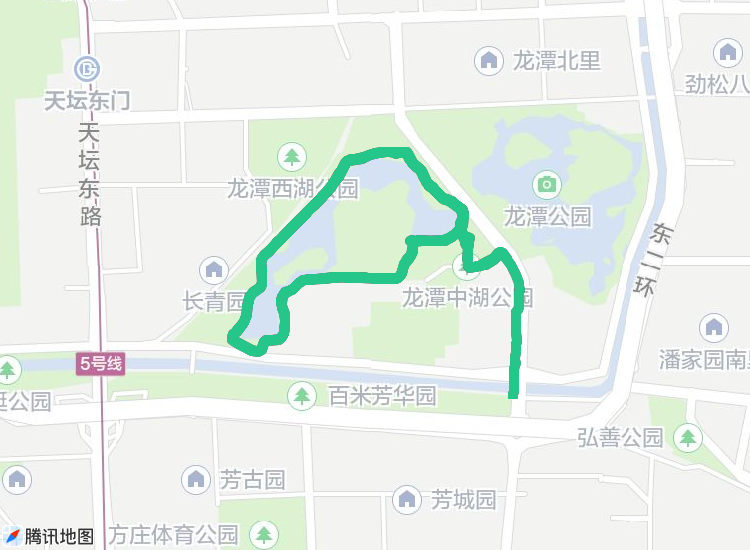 龙潭北里
劲松八
天坛东门
天坛东路
龙潭西湖公园
龙潭公园
东二环
长青园
龙潭中湖公园
5号线
潘家园南里
百米芳华园
艇公园
弘善公园
芳古园
芳城园
方庄体育公园
腾讯地图